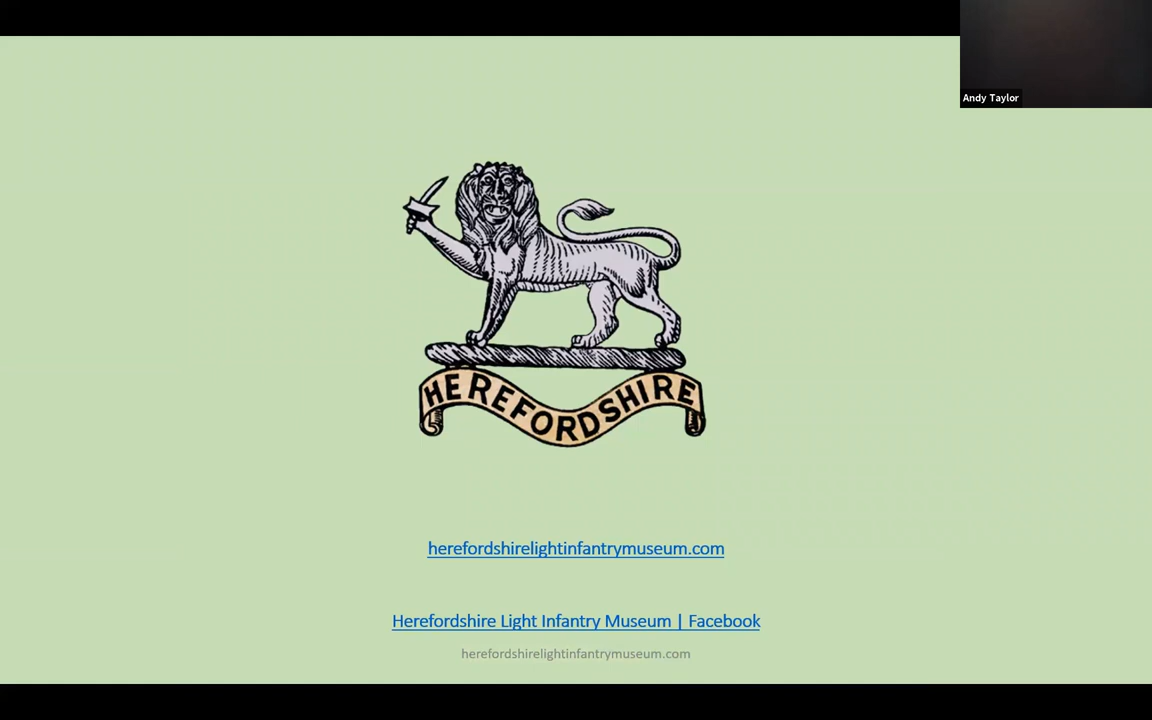 Andy Taylor
HEREFORDSHIRE
herefordshirelightinfantrymuseum.com
Herefordshire Light Infantry Museum | Facebook
herefordshirelightinfantrymuseum.com